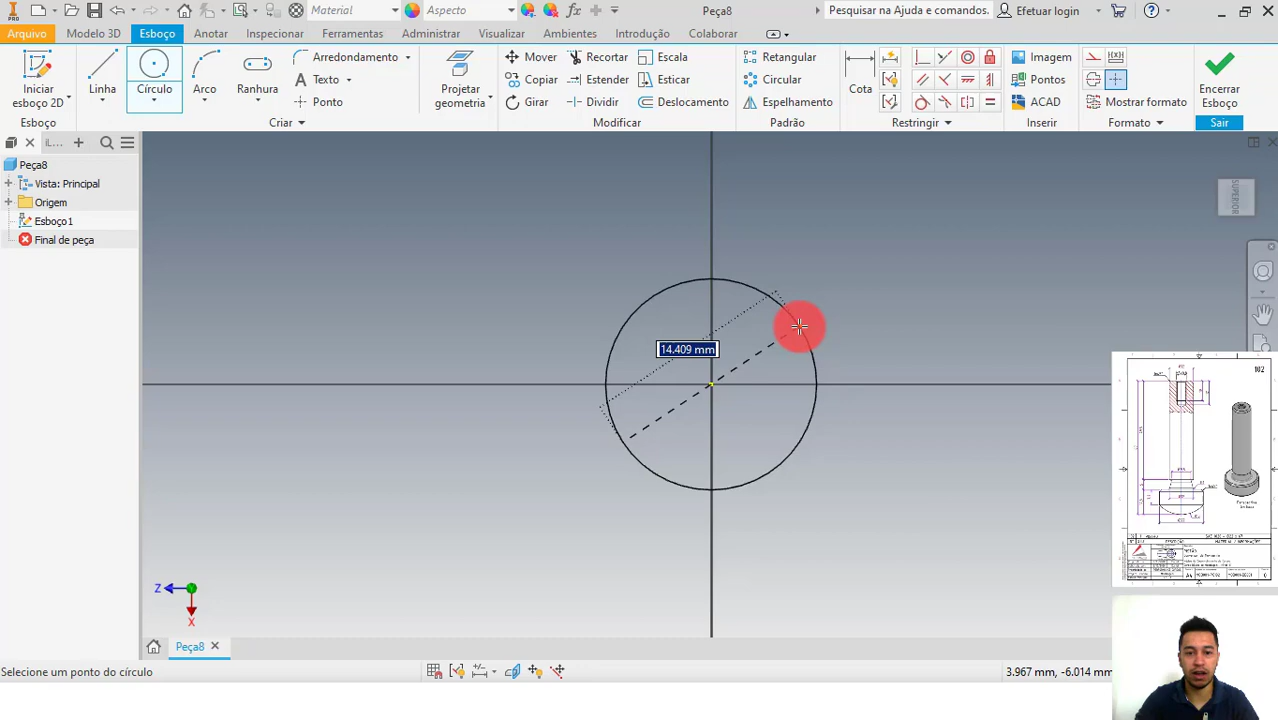 PRO
Material
Aspecto
fx
Peça8
Pesquisar na Ajuda e comandos.
Efetuar login
Arquivo Modelo 3D Esboço Anotar Inspecionar Ferramentas Administrar Visualizar Ambientes Introdução Colaborar
Iniciar
esboço 2D
Linha
Círculo
Arco
Ranhura
Arredondamento
Texto
Ponto
Projetar
geometria
Mover
Copiar
Girar
Recortar
Estender
Dividir
Escala
Esticar
Deslocamento
Retangular
Circular
Espelhamento
Cota
Imagem
Pontos
ACAD
Mostrar formato
Encerrar
Esboço
Esboço Criar Modificar Padrão Restringir Inserir Formato Sair
Peça8
Vista: Principal
Origem
Esboço1
Final de peça
SUPERIOR
14.409 mm
Z
X
Peça8
Selecione um ponto do círculo
3.967 mm, -6.014 mm